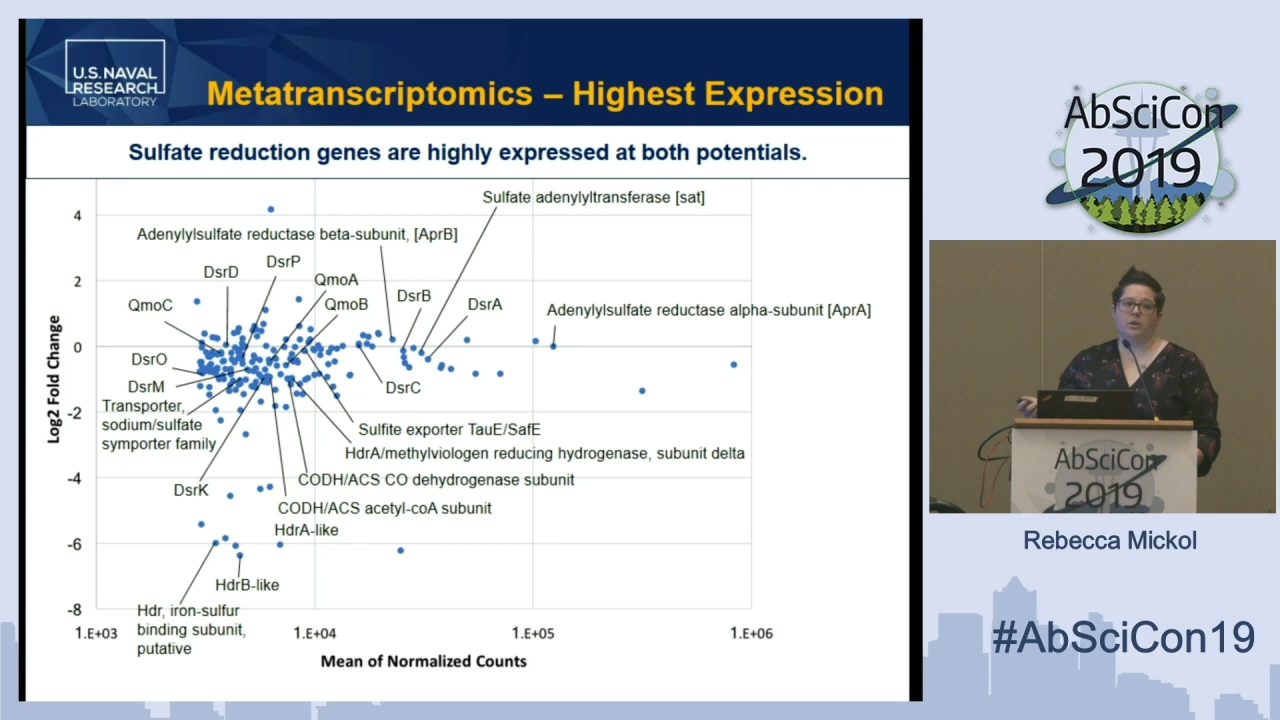 U.S. NAVAL
RESEARCH
LABORATORY
Metatranscriptomics – Highest Expression
Sulfate reduction genes are highly expressed at both potentials.
Sulfate adenylyltransferase [sat]
Adenylylsulfate reductase beta-subunit, [AprB]
DsrP
DsrD
QmoA
QmoC
QmoB
DsrB
DsrA
Adenylylsulfate reductase alpha-subunit [AprA]
DsrO
DsrM
DsrC
Transporter,
sodium/sulfate
symporter family
Sulfite exporter TauE/SafE
HdrA/methylviologen reducing hydrogenase, subunit delta
CODH/ACS CO dehydrogenase subunit
DsrK
CODH/ACS acetyl-coA subunit
HdrA-like
HdrB-like
Hdr, iron-sulfur
binding subunit,
putative
4
2
0
-2
-4
-6
-8
Log2 Fold Change
1.E+03 1.E+04 1.E+05 1.E+06
Mean of Normalized Counts
AbSciCon
2019
AbSciCon
2019
Rebecca Mickol
#AbSciCon19